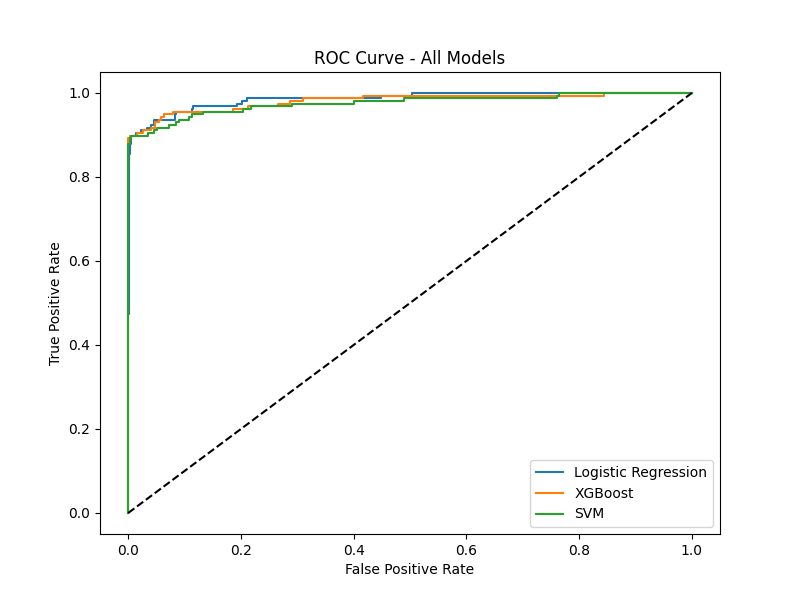 ROC Curve - All Models
True Positive Rate
1.0
0.8
0.6
0.4
0.2
0.0
0.0 0.2 0.4 0.6 0.8 1.0
False Positive Rate
Logistic Regression
XGBoost
SVM